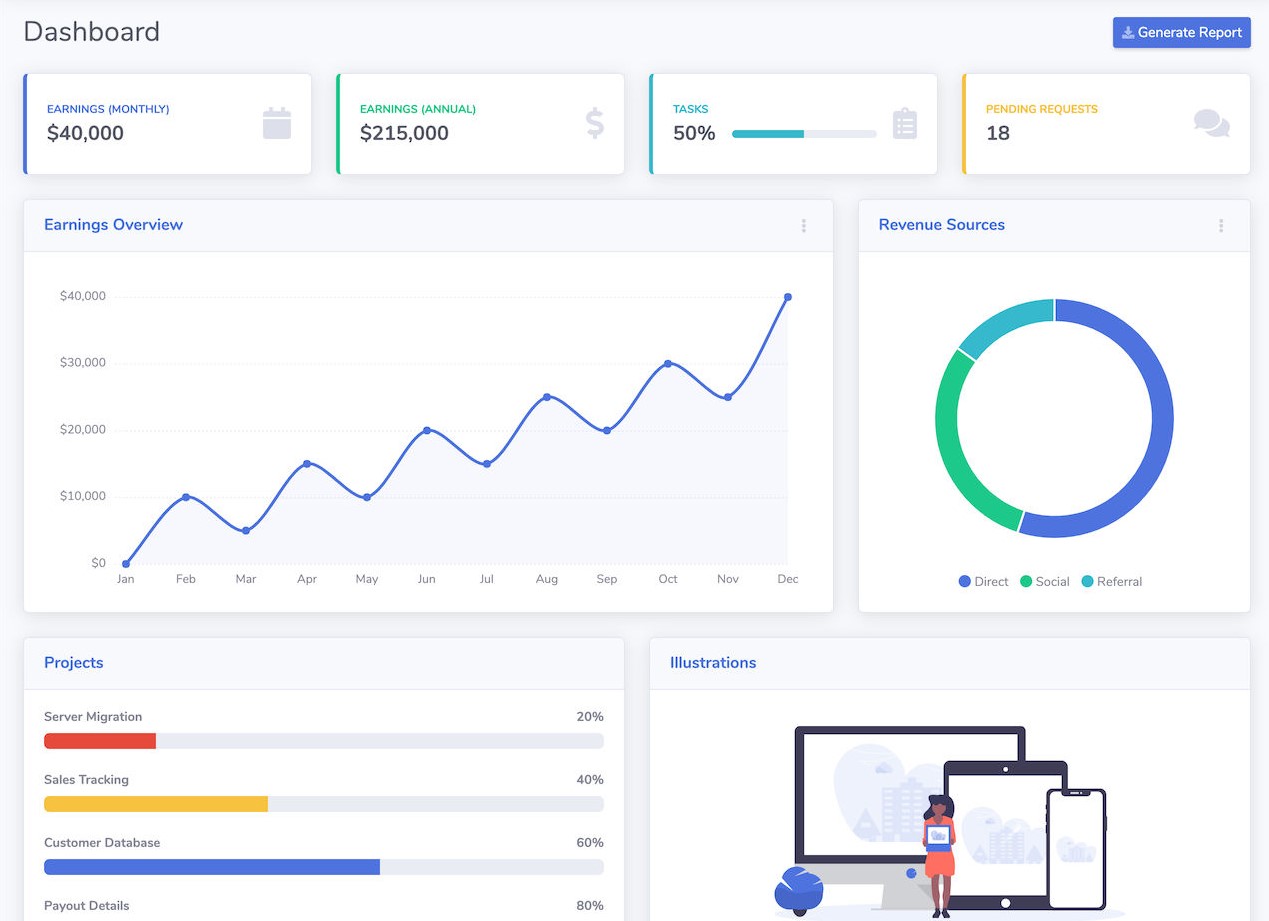 Dashboard
Generate Report
EARNINGS (MONTHLY)
$40,000
EARNINGS (ANNUAL)
$215,000
TASKS
50%
PENDING REQUESTS
18
Earnings Overview
$40,000
$30,000
$20,000
$10,000
$0
Jan Feb Mar Apr May Jun Jul Aug Sep Oct Nov Dec
Revenue Sources
Direct Social Referral
Projects
Server Migration 20%
Sales Tracking 40%
Customer Database 60%
Payout Details 80%
Illustrations